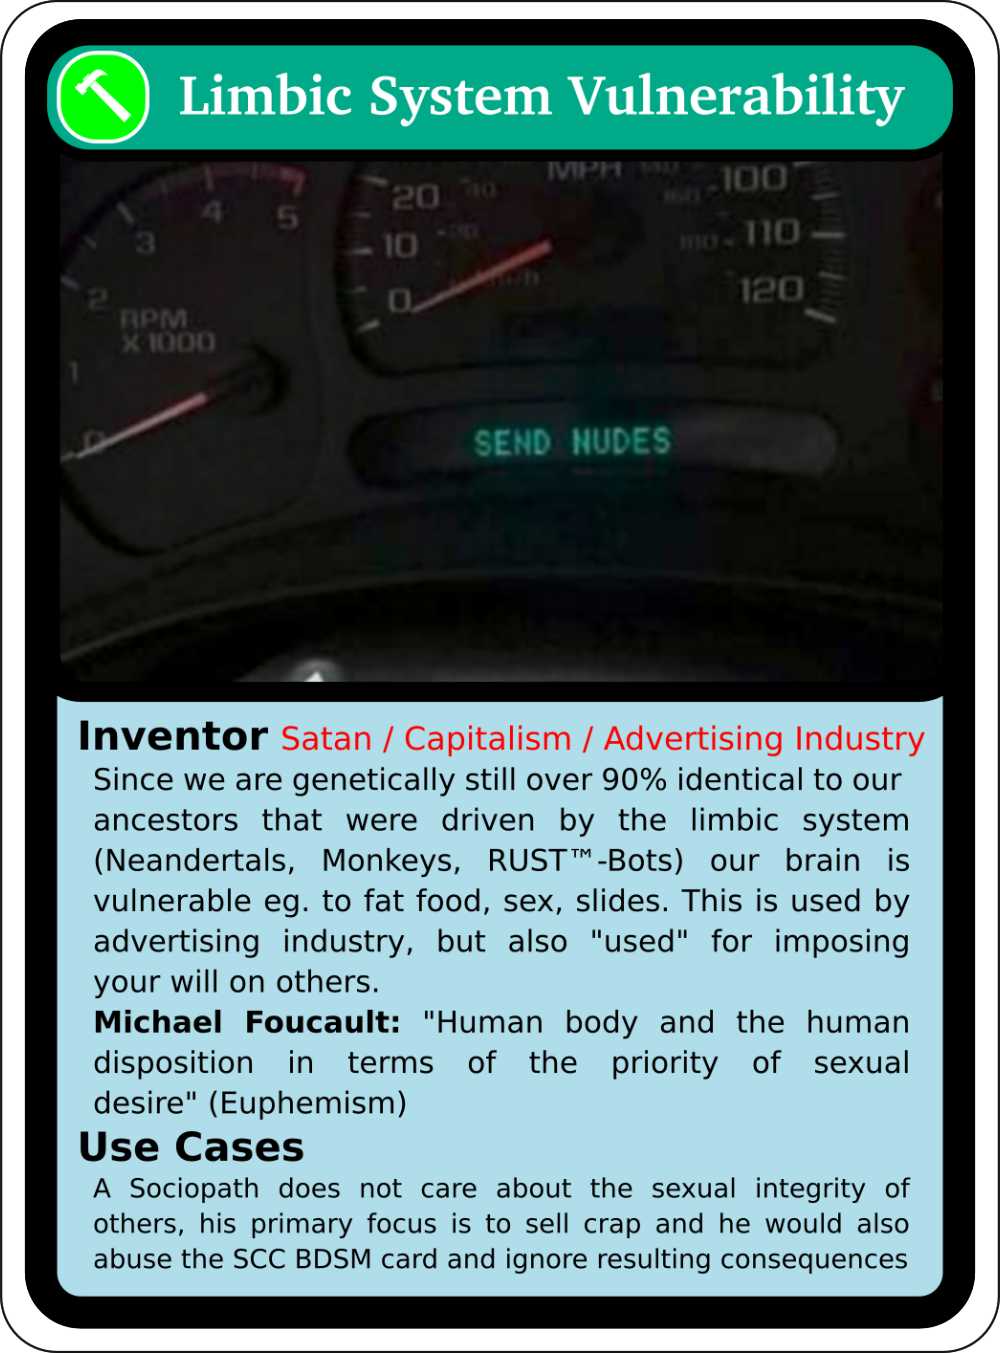 Limbic System Vulnerability
MPH
20
100
4
5
10
110
3
0
120
2
RPM
X 1000
1
0
SEND NUDES
Inventor Satan / Capitalism / Advertising Industry
Since we are genetically still over 90% identical to our
ancestors that were driven by the limbic system
(Neandertals, Monkeys, RUST™-Bots) our brain is
vulnerable eg. to fat food, sex, slides. This is used by
advertising industry, but also "used" for imposing
your will on others.
Michael Foucault: "Human body and the human
disposition in terms of the priority of sexual
desire" (Euphemism)
Use Cases
A Sociopath does not care about the sexual integrity of
others, his primary focus is to sell crap and he would also
abuse the SCC BDSM card and ignore resulting consequences